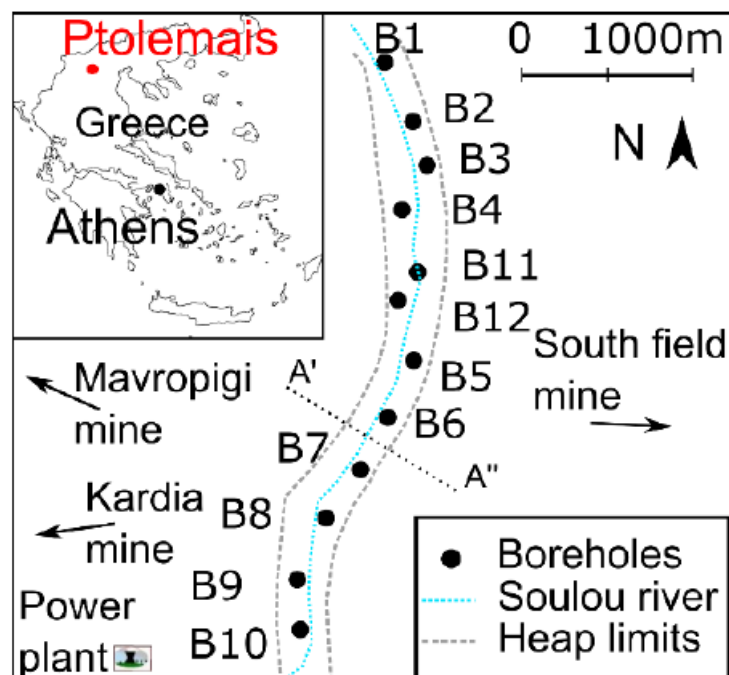 Ptolemais
Greece
Athens
B1
0 1000m
B2
N
B3
B4
B11
B12
South field
mine
Mavropigi
mine
A'
B5
B6
B7
A"
Kardia
mine
B8
B9
Power
plant
B10
Boreholes
Soulou river
Heap limits